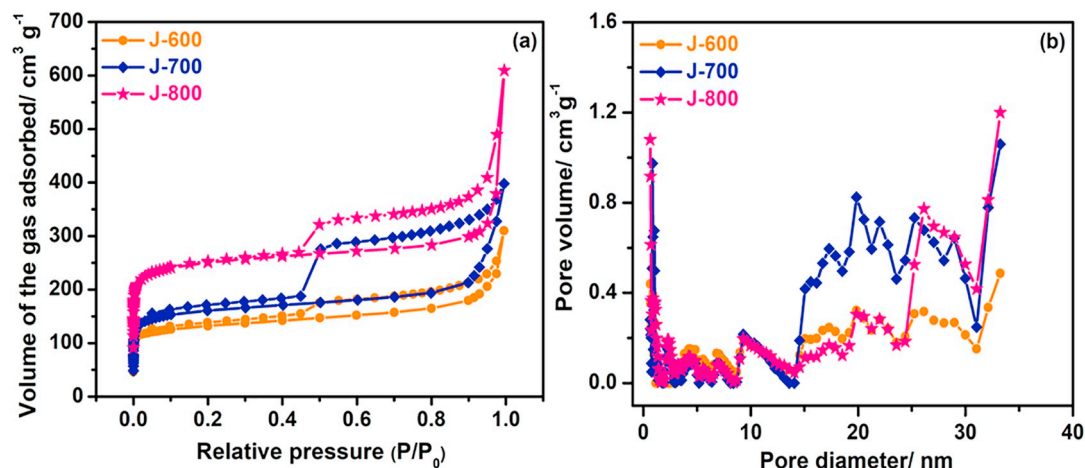 Volume of the gas adsorbed/ cm³ g⁻¹
700
600
500
400
300
200
100
0
J-600
J-700
J-800
(a)
0.0 0.2 0.4 0.6 0.8 1.0
Relative pressure (P/P₀)
Pore volume/ cm³g⁻¹
1.6
1.2
0.8
0.4
0.0
J-600
J-700
J-800
(b)
0 10 20 30 40
Pore diameter/ nm